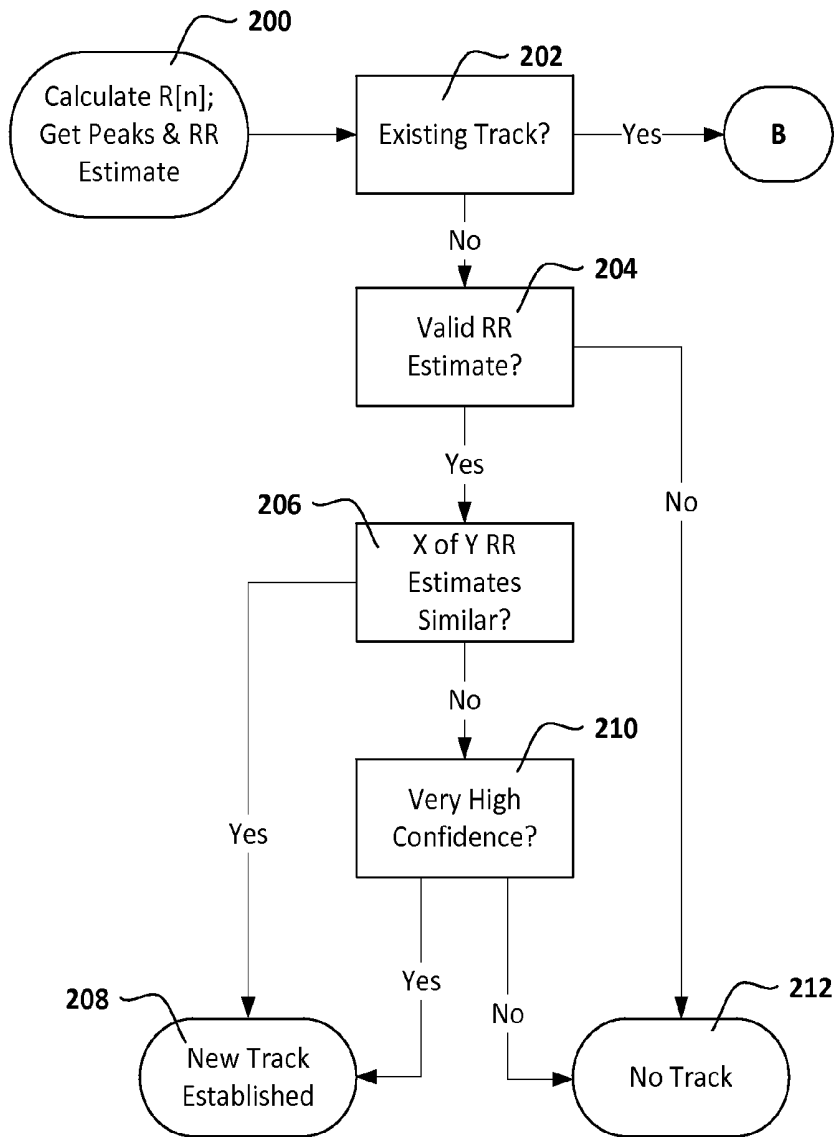 200
Calculate R[n];
Get Peaks & RR
Estimate
202
Existing Track?
Yes
B
No
204
Valid RR
Estimate?
Yes
No
206
X of Y RR
Estimates
Similar?
No
210
Very High
Confidence?
Yes
Yes
No
208
New Track
Established
212
No Track